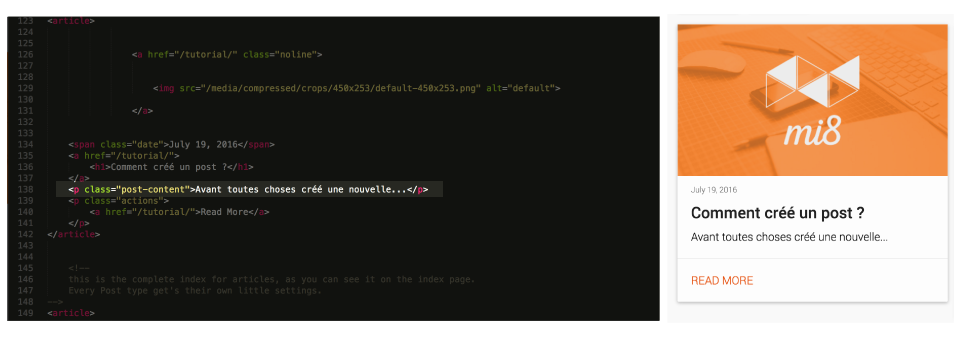 123 <article>
124
125
126 <a href="/tutorial/" class="noline">
127
128
129 <img src="/media/compressed/crops/450x253/default-450x253.png" alt="default">
130
131 </a>
132
133
134 <span class="date">July 19, 2016</span>
135 <a href="/tutorial/">
136 <h1>Comment créé un post ?</h1>
137 </a>
138 <p class="post-content">Avant toutes choses créé une nouvelle...</p>
139 <p class="actions">
140 <a href="/tutorial/">Read More</a>
141 </p>
142 </article>
143
144
145 <!--
146 this is the complete index for articles, as you can see it on the index page.
147 Every Post type get's their own little settings.
148 -->
149 <article>
mi8
July 19, 2016
Comment créé un post ?
Avant toutes choses créé une nouvelle...
READ MORE